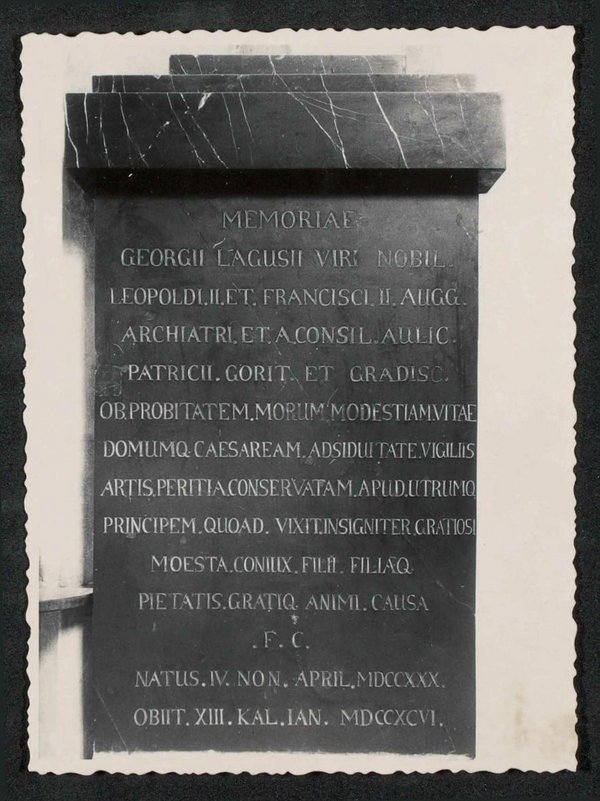 MEMORIAE
GEORGII LAGUSII VIRI NOBIL.
LEOPOLDI.II.ET.FRANCISCI.II.AUGG.
ARCHIATRI.ET.A.CONSIL.AULIC.
PATRICII.GORIT.ET GRADISC.
OB.PROBITATEM.MORUM.MODESTIAM.VITAE
DOMUMQ.CAESAREAM.ADSIDUITATE.VIGILIIS
ARTIS.PERITIA.CONSERVATAM.APUD.UTRUMQ.
PRINCIPEM.QUOAD.VIXIT.INSIGNITER.GRATIOSI
MOESTA.CONIUX.FILII.FILIAEQ.
PIETATIS.GRATIQ.ANIMI.CAUSA
.F.C.
NATUS.IV.NON.APRIL.MDCCXXX.
OBIIT.XIII.KAL.IAN.MDCCXCVI.